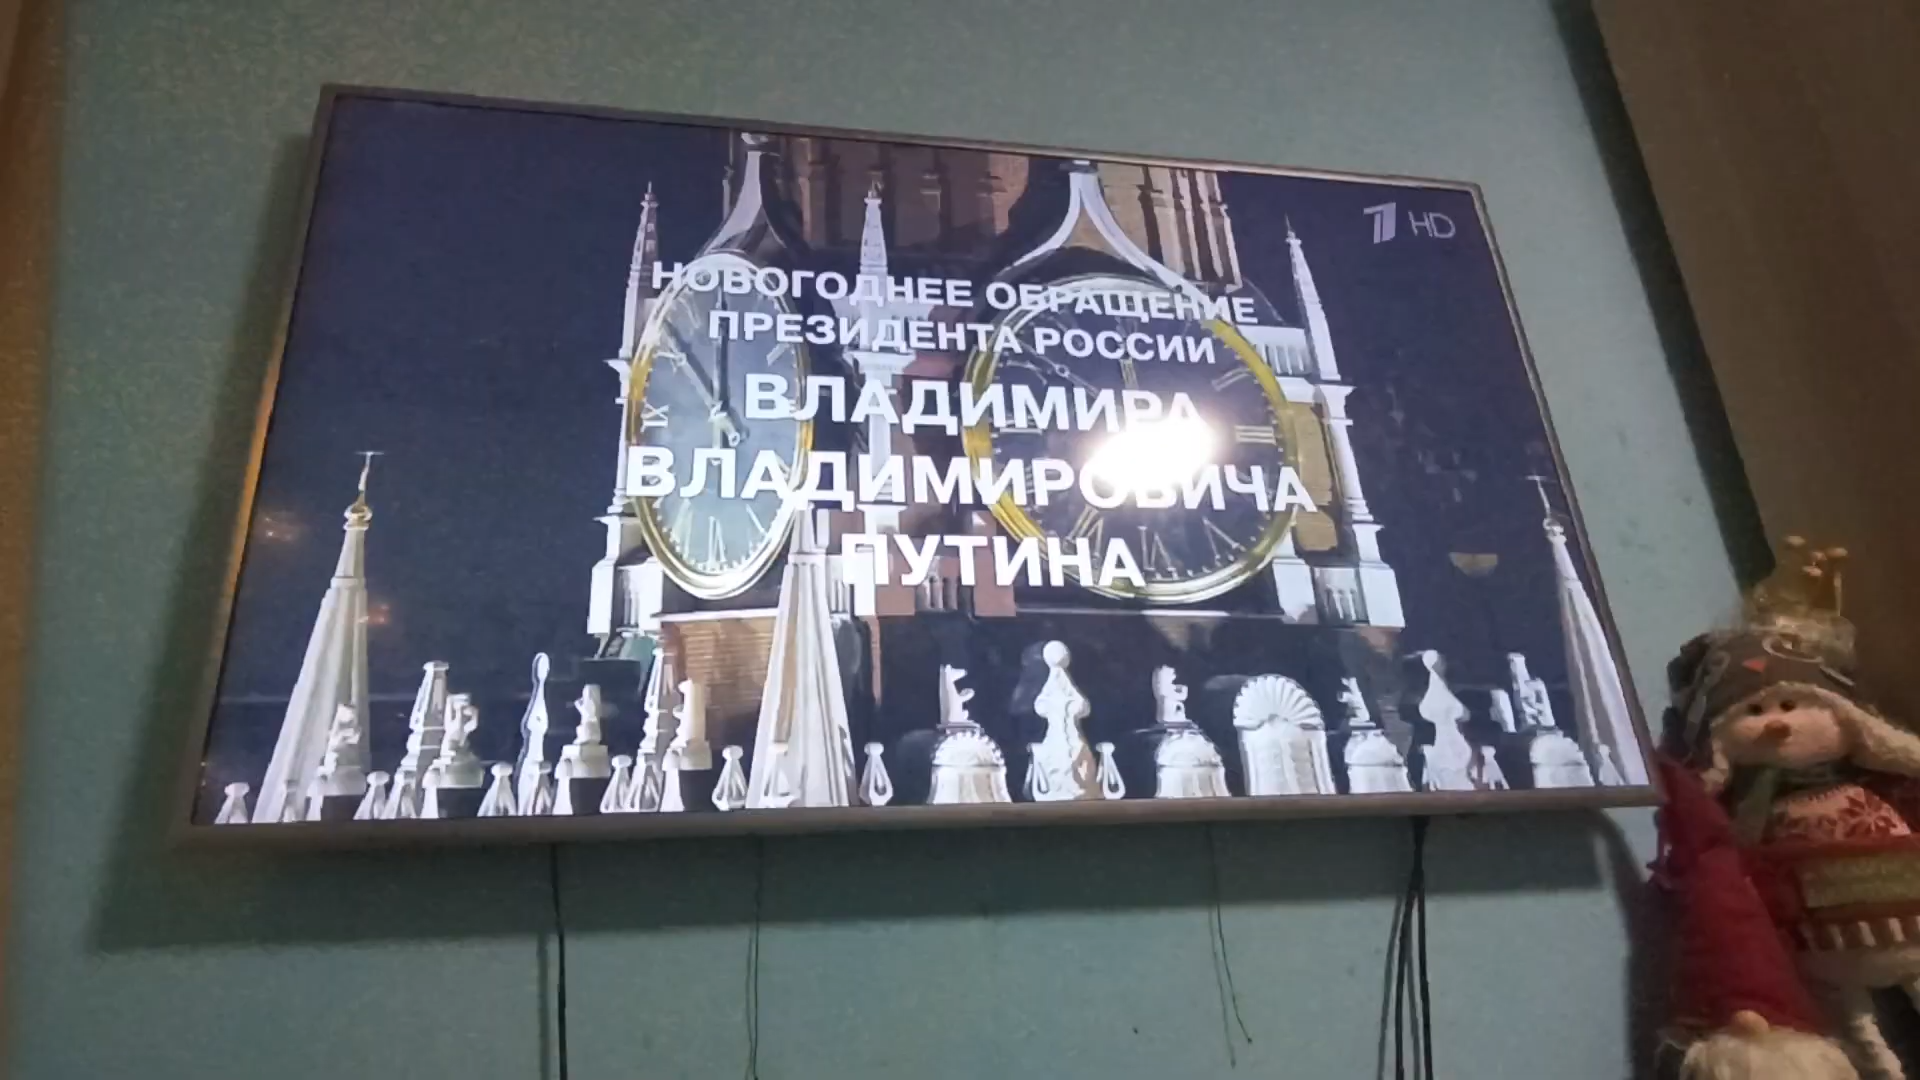 1 HD
НОВОГОДНЕЕ ОБРАЩЕНИЕ
ПРЕЗИДЕНТА РОССИИ
ВЛАДИМИРА
ВЛАДИМИРОВИЧА
ПУТИНА